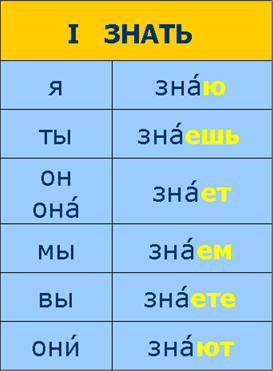 I ЗНАТЬ
я зна́ю
ты зна́ешь
он
она́ зна́ет
мы зна́ем
вы зна́ете
они́ зна́ют